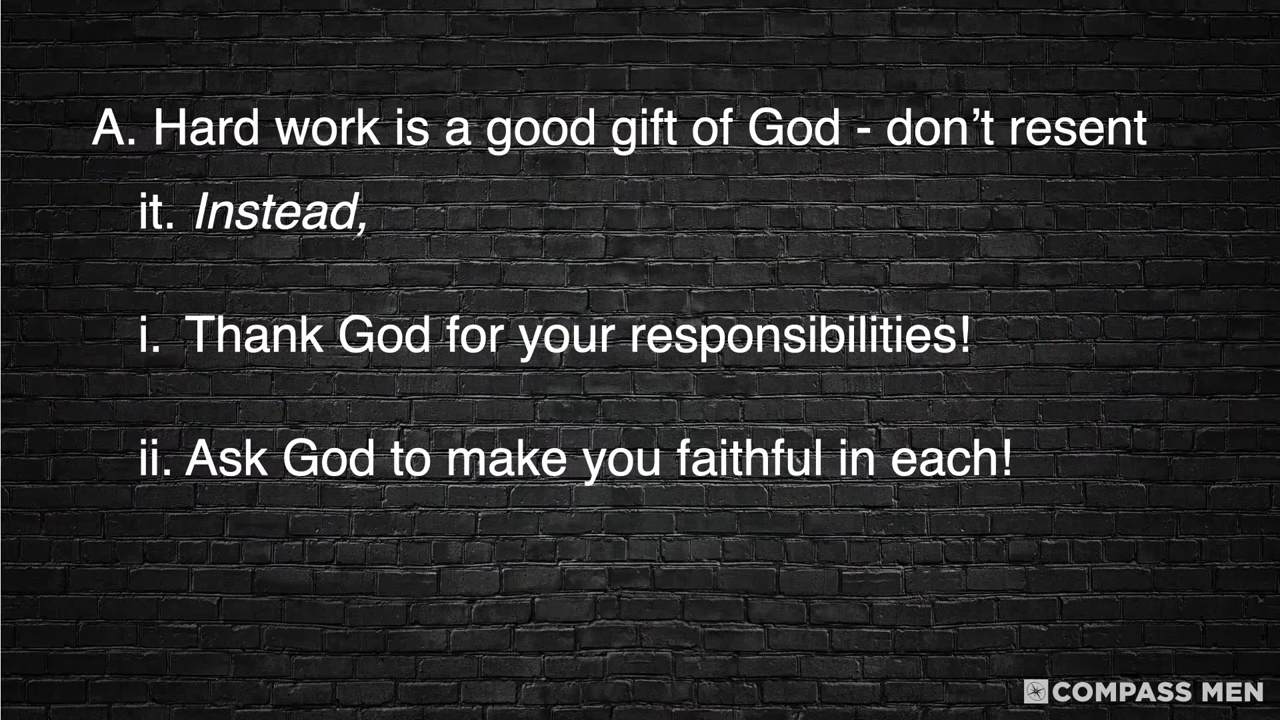 A. Hard work is a good gift of God - don’t resent
it. Instead,
i. Thank God for your responsibilities!
ii. Ask God to make you faithful in each!
COMPASS MEN